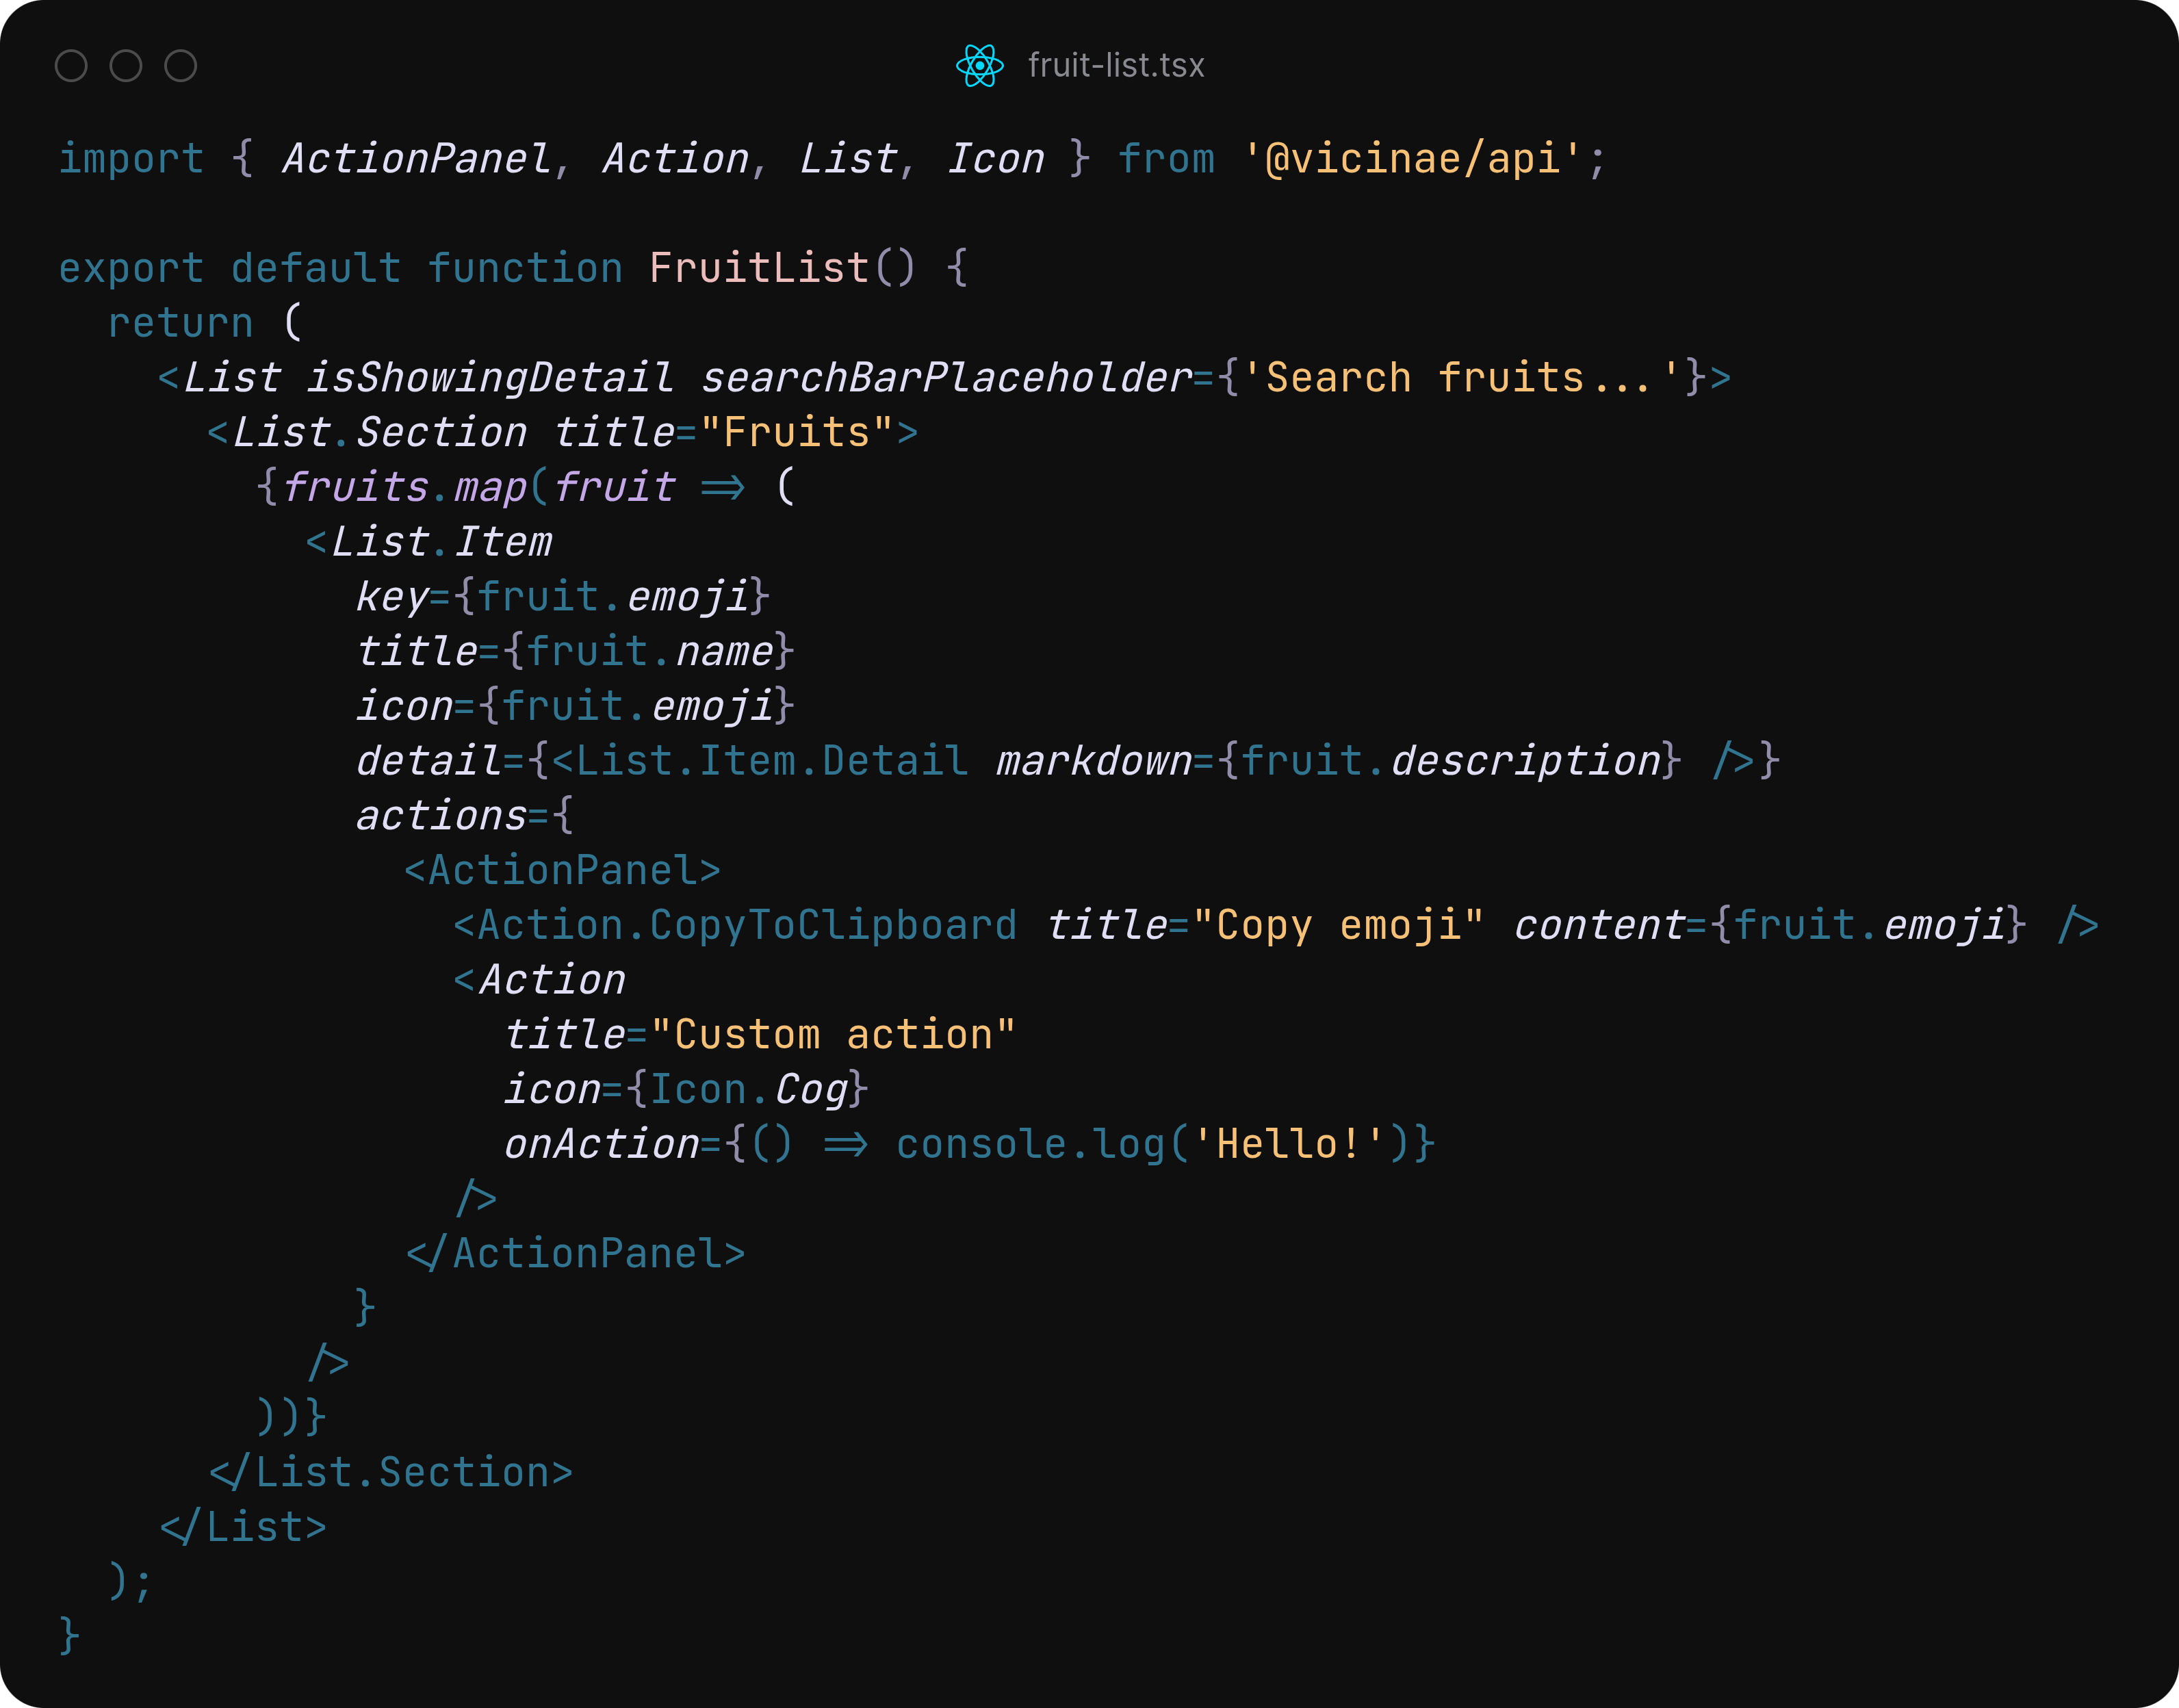 fruit-list.tsx
import { ActionPanel, Action, List, Icon } from '@vicinae/api';

export default function FruitList() {
  return (
    <List isShowingDetail searchBarPlaceholder={'Search fruits...'}>
      <List.Section title="Fruits">
        {fruits.map(fruit => (
          <List.Item
            key={fruit.emoji}
            title={fruit.name}
            icon={fruit.emoji}
            detail={<List.Item.Detail markdown={fruit.description} />}
            actions={
              <ActionPanel>
                <Action.CopyToClipboard title="Copy emoji" content={fruit.emoji} />
                <Action
                  title="Custom action"
                  icon={Icon.Cog}
                  onAction={() => console.log('Hello!')}
                />
              </ActionPanel>
            }
          />
        ))}
      </List.Section>
    </List>
  );
}